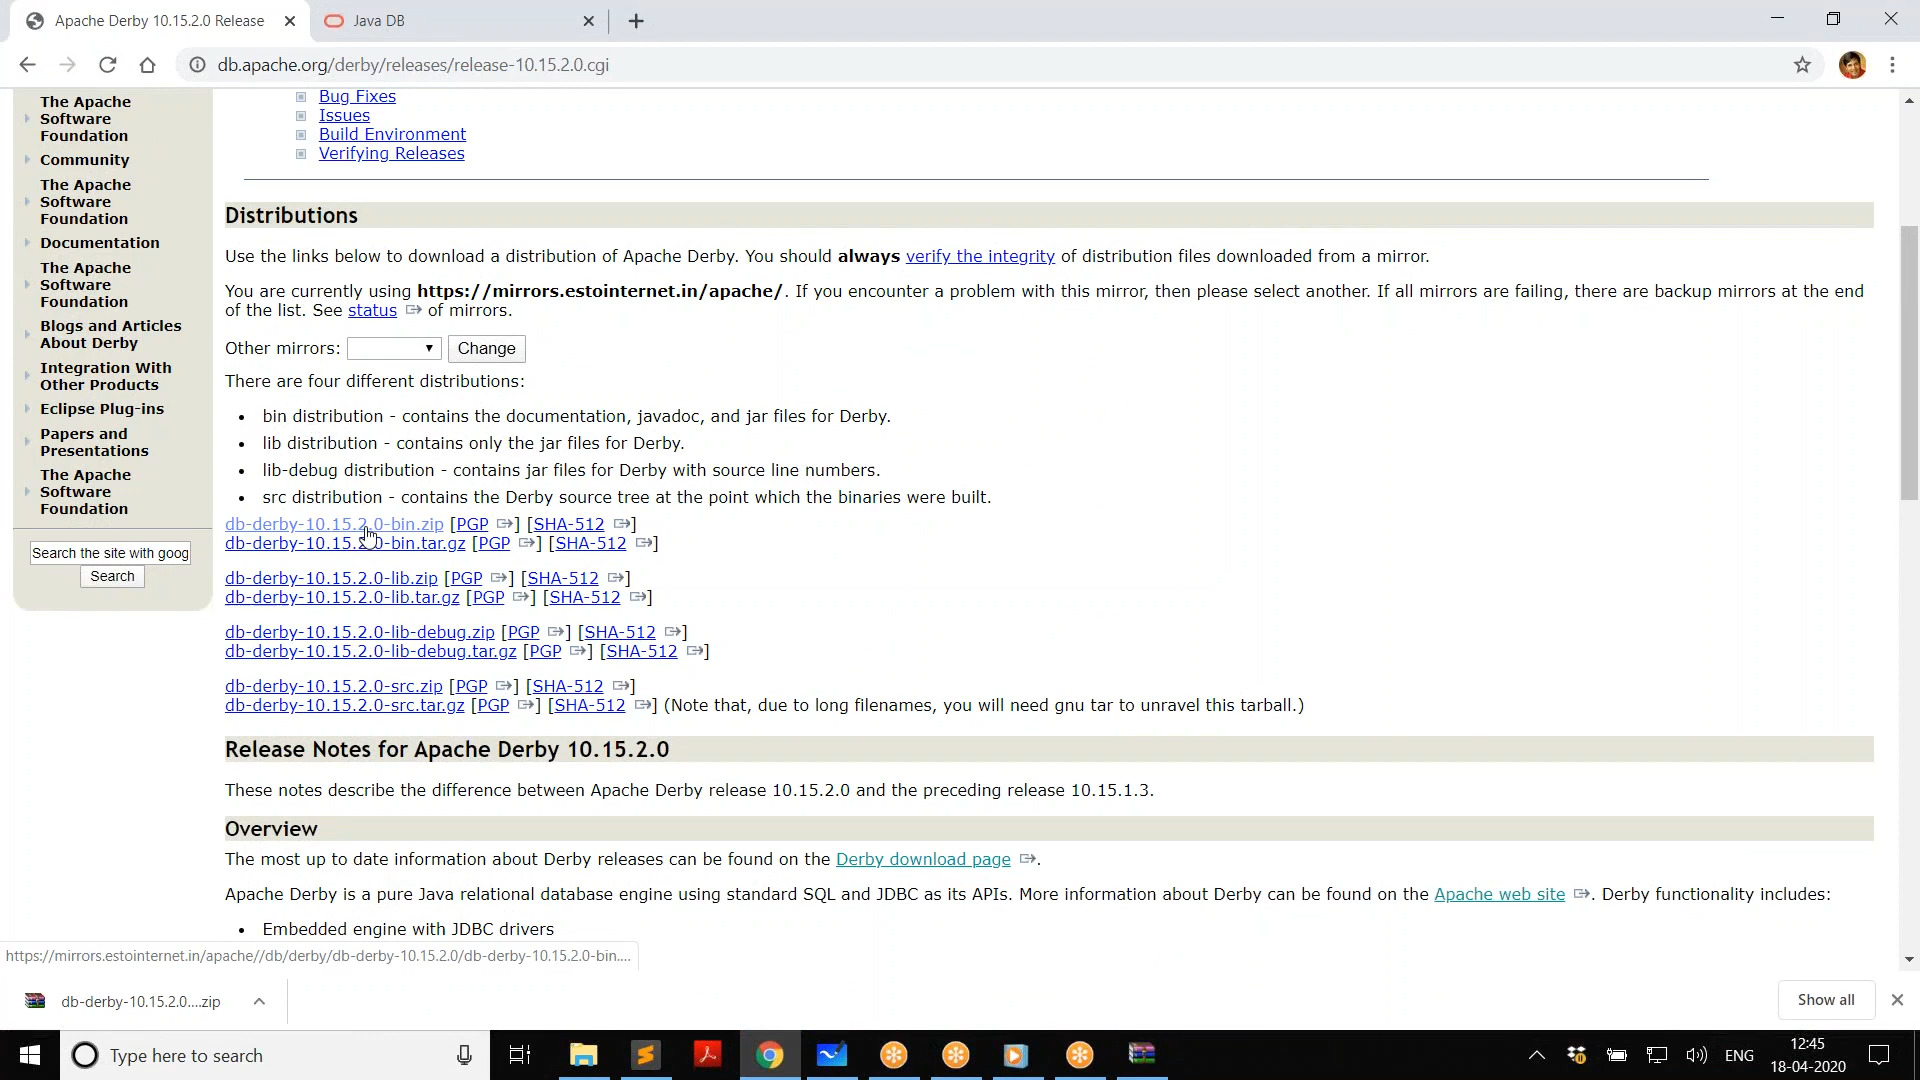 Apache Derby 10.15.2.0 Release
Java DB
db.apache.org/derby/releases/release-10.15.2.0.cgi
The Apache
Software
Foundation
Community
The Apache
Software
Foundation
Documentation
The Apache
Software
Foundation
Blogs and Articles
About Derby
Integration With
Other Products
Eclipse Plug-ins
Papers and
Presentations
The Apache
Software
Foundation
Search the site with goog
Search
Bug Fixes
Issues
Build Environment
Verifying Releases
Distributions
Use the links below to download a distribution of Apache Derby. You should always verify the integrity of distribution files downloaded from a mirror.
You are currently using https://mirrors.estointernet.in/apache/. If you encounter a problem with this mirror, then please select another. If all mirrors are failing, there are backup mirrors at the end
of the list. See status of mirrors.
Other mirrors: Change
There are four different distributions:
• bin distribution - contains the documentation, javadoc, and jar files for Derby.
• lib distribution - contains only the jar files for Derby.
• lib-debug distribution - contains jar files for Derby with source line numbers.
• src distribution - contains the Derby source tree at the point which the binaries were built.
db-derby-10.15.2.0-bin.zip [PGP ] [SHA-512 ]
db-derby-10.15.2.0-bin.tar.gz [PGP ] [SHA-512 ]
db-derby-10.15.2.0-lib.zip [PGP ] [SHA-512 ]
db-derby-10.15.2.0-lib.tar.gz [PGP ] [SHA-512 ]
db-derby-10.15.2.0-lib-debug.zip [PGP ] [SHA-512 ]
db-derby-10.15.2.0-lib-debug.tar.gz [PGP ] [SHA-512 ]
db-derby-10.15.2.0-src.zip [PGP ] [SHA-512 ]
db-derby-10.15.2.0-src.tar.gz [PGP ] [SHA-512 ] (Note that, due to long filenames, you will need gnu tar to unravel this tarball.)
Release Notes for Apache Derby 10.15.2.0
These notes describe the difference between Apache Derby release 10.15.2.0 and the preceding release 10.15.1.3.
Overview
The most up to date information about Derby releases can be found on the Derby download page .
Apache Derby is a pure Java relational database engine using standard SQL and JDBC as its APIs. More information about Derby can be found on the Apache web site . Derby functionality includes:
• Embedded engine with JDBC drivers
https://mirrors.estointernet.in/apache//db/derby/db-derby-10.15.2.0/db-derby-10.15.2.0-bin....
db-derby-10.15.2.0....zip
Show all
Type here to search
ENG
12:45
18-04-2020